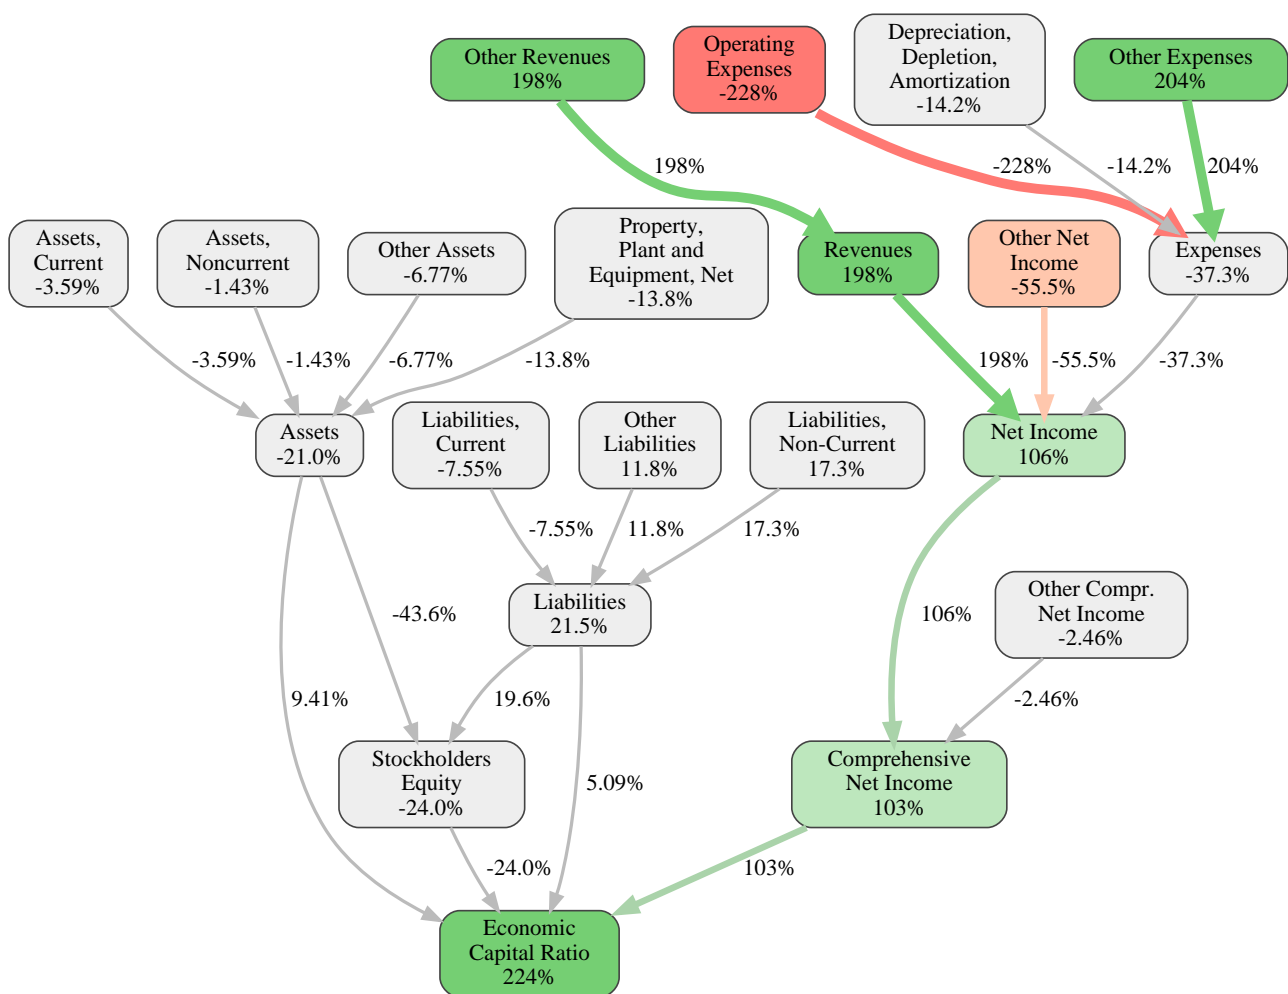 Other Revenues
198%
Operating
Expenses
-228%
Depreciation,
Depletion,
Amortization
-14.2%
Other Expenses
204%
198%
-228%
-14.2%
204%
Assets,
Current
-3.59%
Assets,
Noncurrent
-1.43%
Other Assets
-6.77%
Property,
Plant and
Equipment, Net
-13.8%
Revenues
198%
Other Net
Income
-55.5%
Expenses
-37.3%
-3.59%
-1.43%
-6.77%
-13.8%
198%
-55.5%
-37.3%
Assets
-21.0%
Liabilities,
Current
-7.55%
Other
Liabilities
11.8%
Liabilities,
Non-Current
17.3%
Net Income
106%
-7.55%
11.8%
17.3%
Liabilities
21.5%
Other Compr.
Net Income
-2.46%
-43.6%
106%
9.41%
19.6%
-2.46%
Stockholders
Equity
-24.0%
5.09%
Comprehensive
Net Income
103%
-24.0%
103%
Economic
Capital Ratio
224%